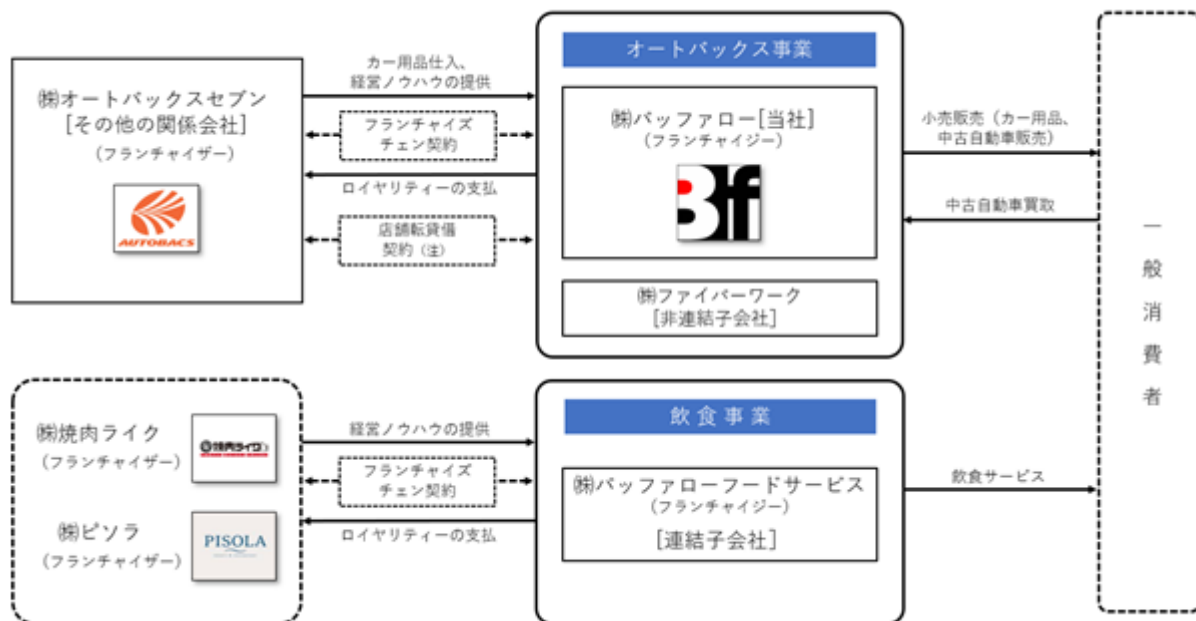 ㈱オートバックスセブン
[その他の関係会社]
(フランチャイザー)
AUTOBACS
カー用品仕入、
経営ノウハウの提供
フランチャイズ
チェン契約
ロイヤリティーの支払
店舗転貸借
契約(注)
オートバックス事業
㈱バッファロー[当社]
(フランチャイジー)
㈱ファイバーワーク
[非連結子会社]
小売販売(カー用品、
中古自動車販売)
中古自動車買取
一般消費者
㈱焼肉ライク
(フランチャイザー)
焼肉ライク
㈱ピソラ
(フランチャイザー)
PISOLA
経営ノウハウの提供
フランチャイズ
チェン契約
ロイヤリティーの支払
飲食事業
㈱バッファローフードサービス
(フランチャイジー)
[連結子会社]
飲食サービス